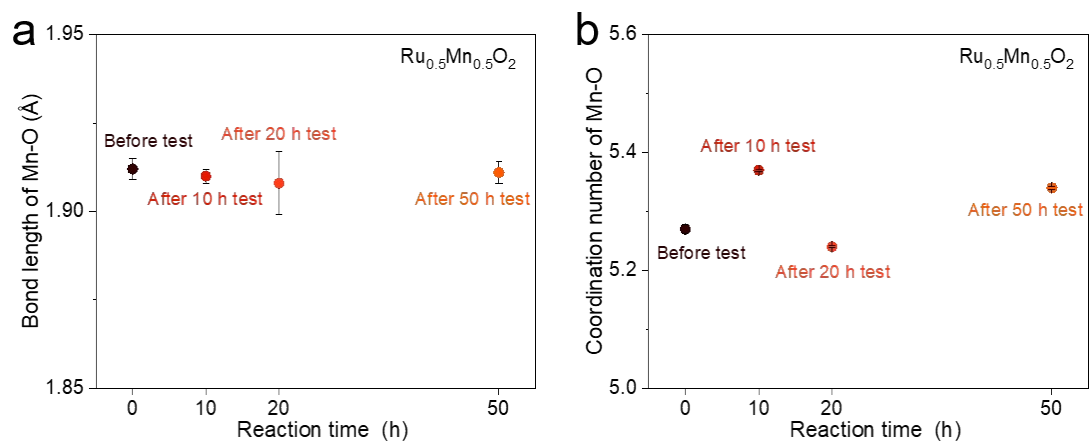 a
1.95
1.90
1.85
Bond length of Mn-O (Å)
Ru0.5Mn0.5O2
Before test
After 10 h test
After 20 h test
After 50 h test
0 10 20 50
Reaction time (h)
b
5.6
5.4
5.2
5.0
Coordination number of Mn-O
Ru0.5Mn0.5O2
After 10 h test
Before test
After 20 h test
After 50 h test
0 10 20 50
Reaction time (h)